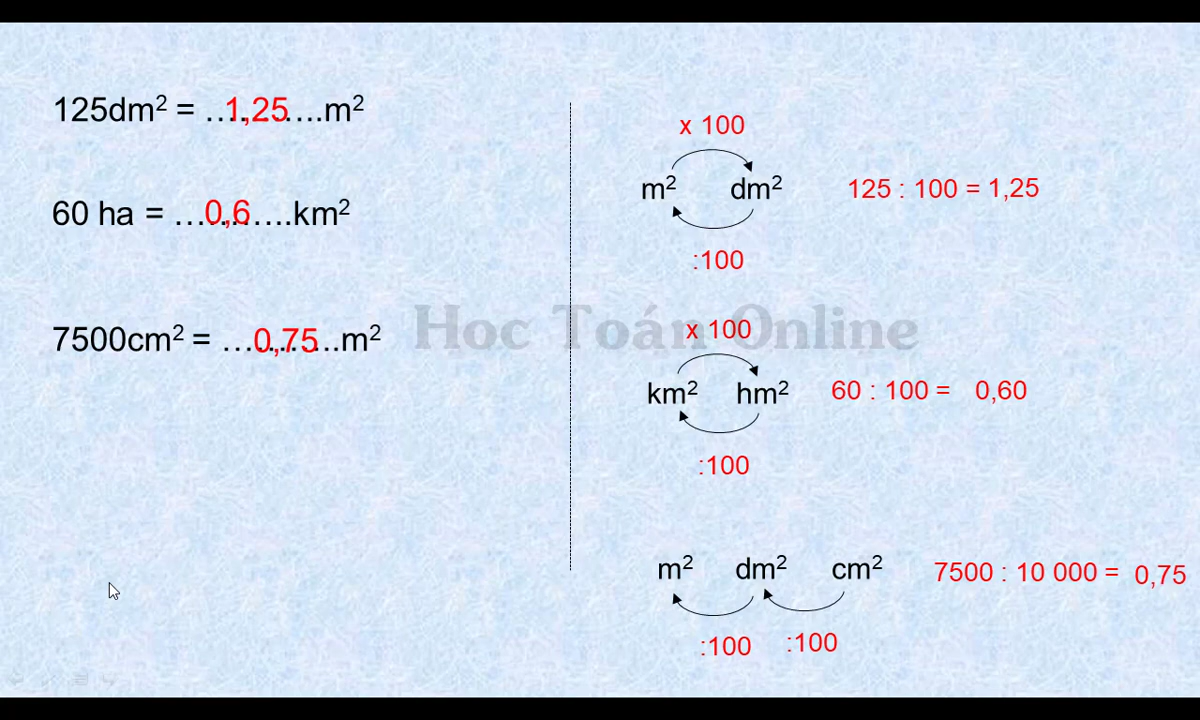 125dm² = …1,25….m²
60 ha = …0,6….km²
7500cm² = …0,75…m²
Hoc Toán Online
x 100
m² dm² 125 : 100 = 1,25
:100
x 100
km² hm² 60 : 100 = 0,60
:100
m² dm² cm² 7500 : 10 000 = 0,75
:100 :100